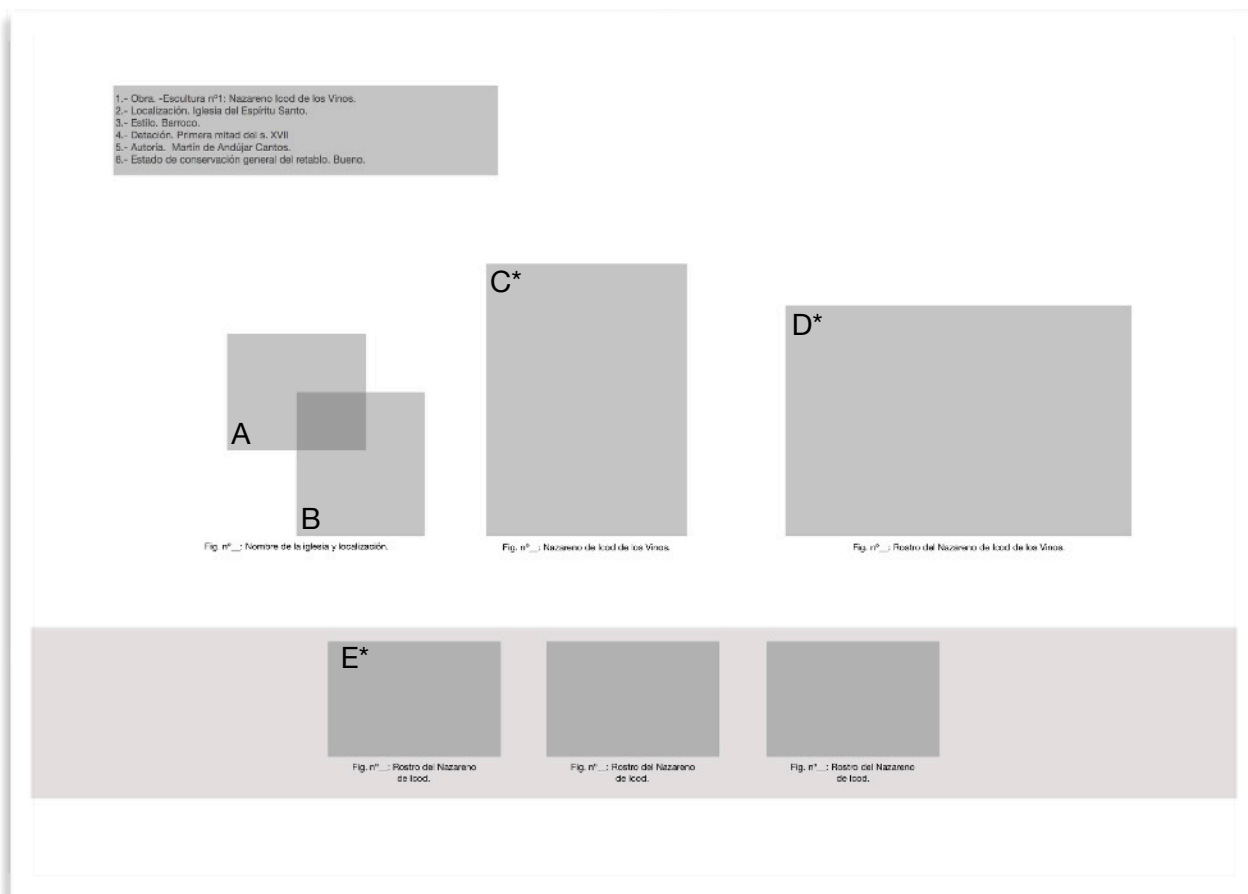 1.- Obra. -Escultura nº1: Nazareno Icod de los Vinos.
2.- Localización. Iglesia del Espíritu Santo.
3.- Estilo. Barroco.
4.- Datación. Primera mitad del s. XVII
5.- Autoría. Martín de Andújar Cantos.
6.- Estado de conservación general del retablo. Bueno.
C*
D*
A
B
Fig. nº__: Nombre de la iglesia y localización.
Fig. nº__: Nazareno de Icod de los Vinos.
Fig. nº__: Rostro del Nazareno de Icod de los Vinos.
E*
Fig. nº__: Rostro del Nazareno
de Icod.
Fig. nº__: Rostro del Nazareno
de Icod.
Fig. nº__: Rostro del Nazareno
de Icod.